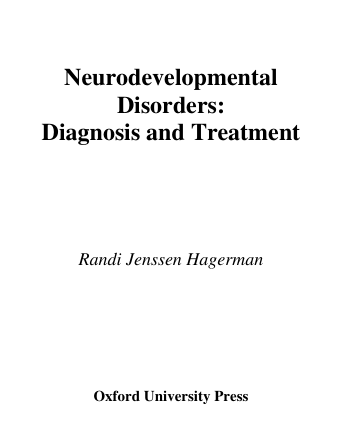 Neurodevelopmental
Disorders:
Diagnosis and Treatment
Randi Jenssen Hagerman
Oxford University Press